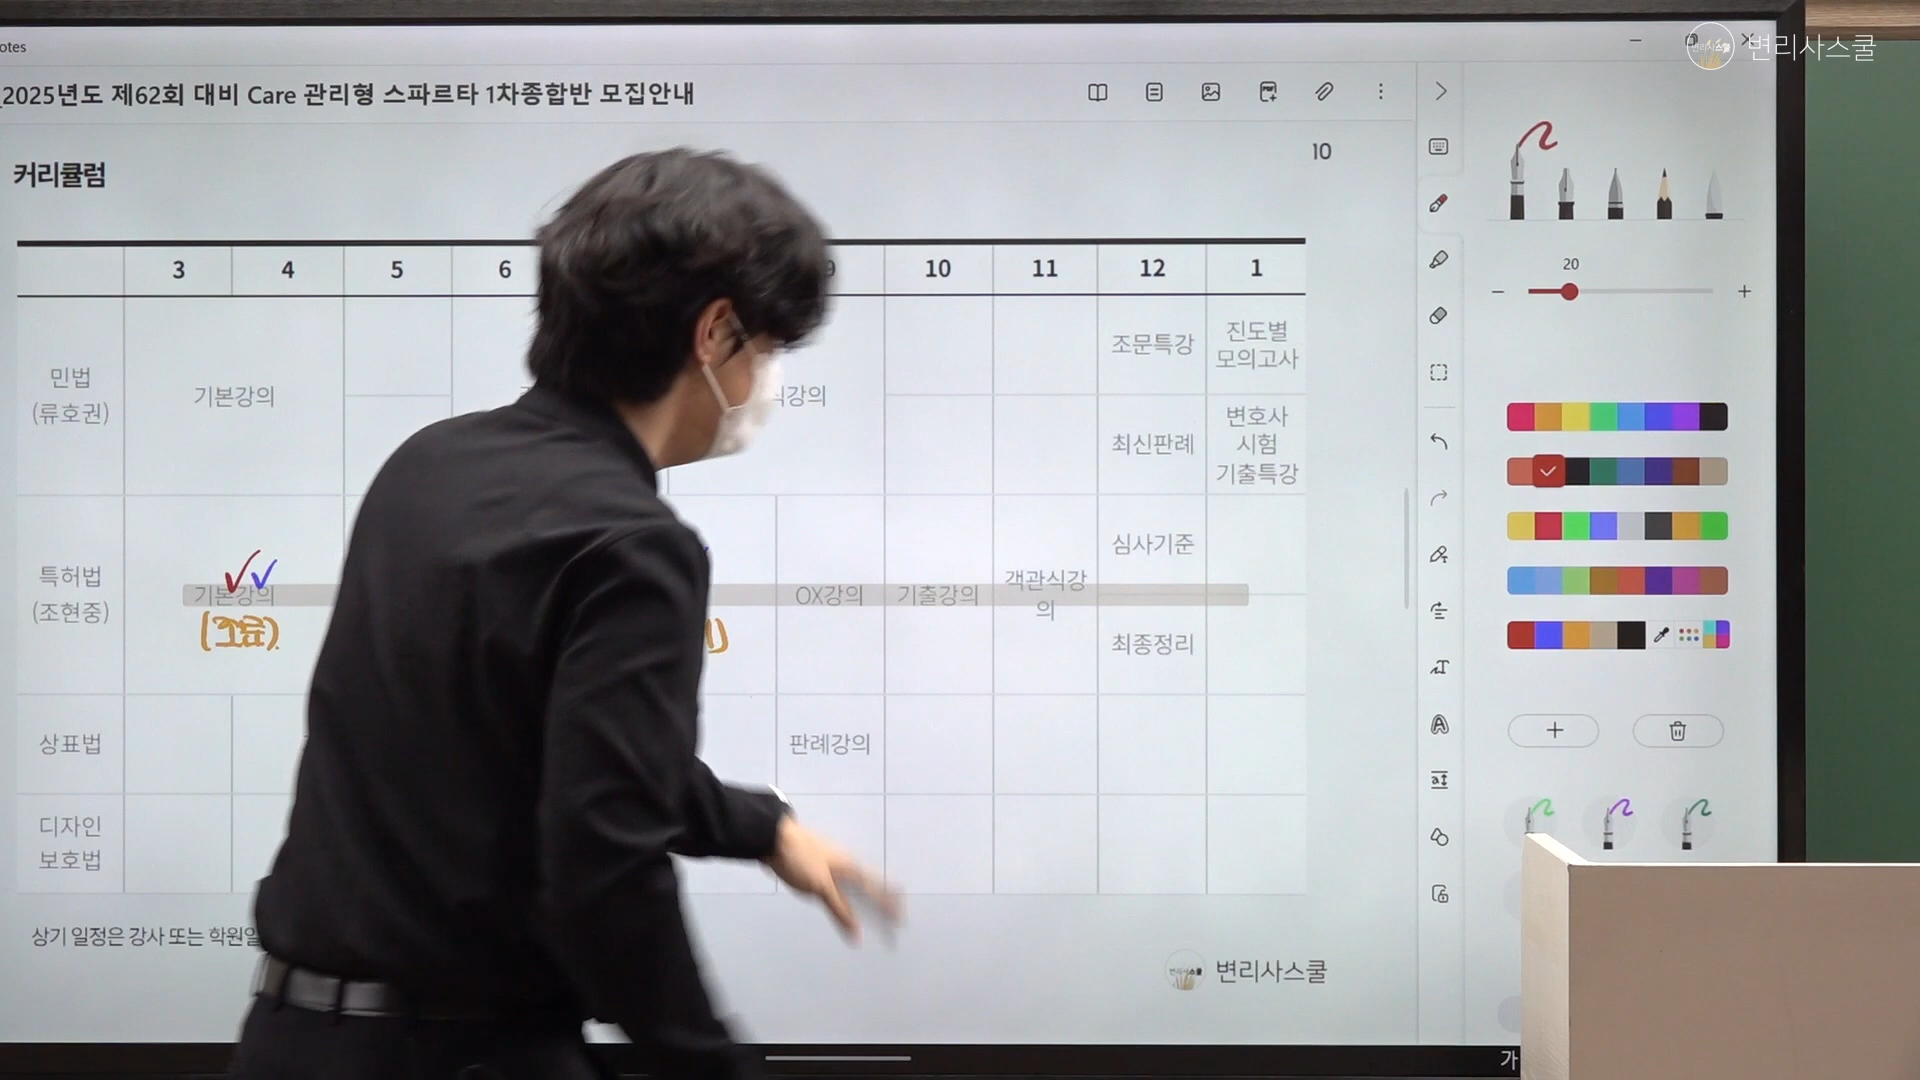 otes
변리사스쿨
2025년도 제62회 대비 Care 관리형 스파르타 1차종합반 모집안내
커리큘럼
10
3 4 5 6 9 10 11 12 1
민법
(류호권)
기본강의
식강의
조문특강
진도별
모의고사
최신판례
변호사
시험
기출특강
특허법
(조현중)
기본강의
OX강의
기출강의
객관식강
의
심사기준
최종정리
상표법
판례강의
디자인
보호법
상기 일정은 강사 또는 학원일
변리사스쿨
20
가